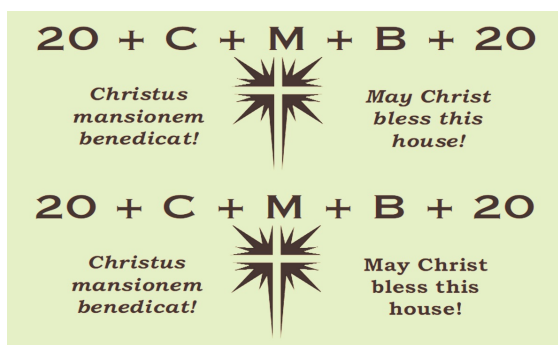 20 + C + M + B + 20
Christus
mansionem
benedicat!
May Christ
bless this
house!
20 + C + M + B + 20
Christus
mansionem
benedicat!
May Christ
bless this
house!